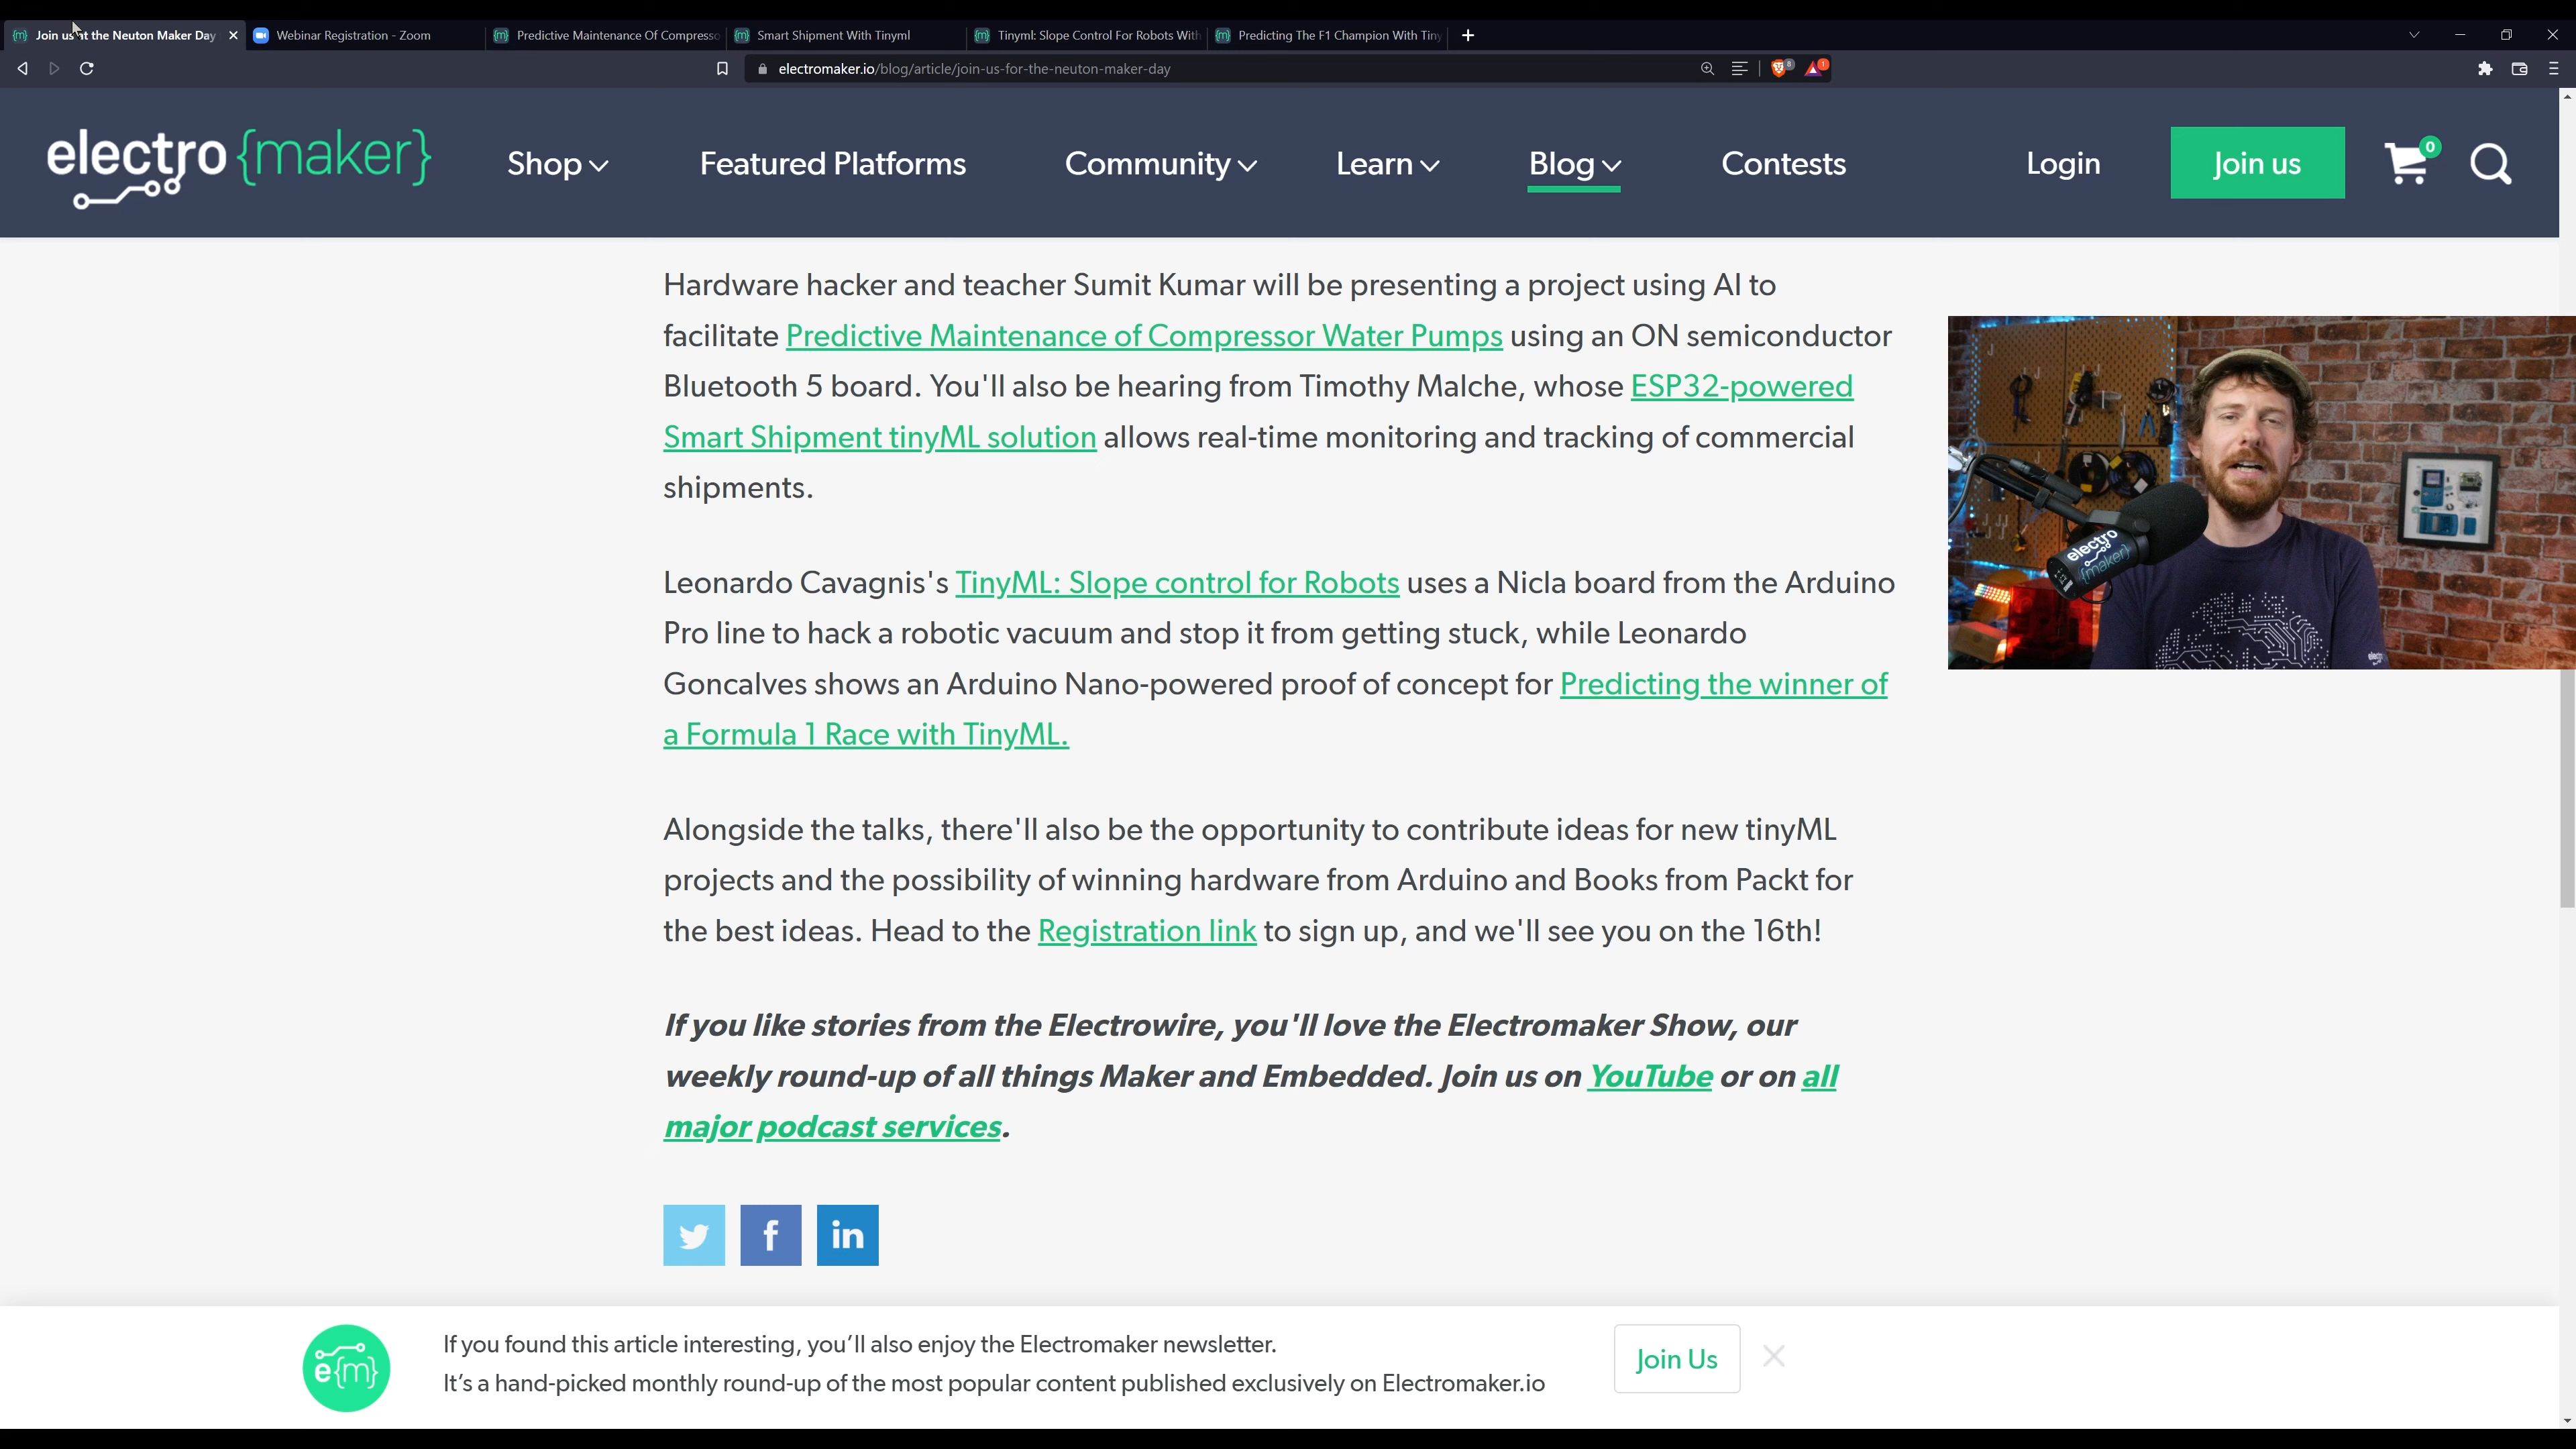 Join us at the Neuton Maker Day
Webinar Registration - Zoom
Predictive Maintenance Of Compresso
Smart Shipment With Tinyml
Tinyml: Slope Control For Robots With
Predicting The F1 Champion With Tiny
electromaker.io/blog/article/join-us-for-the-neuton-maker-day
8
1
electro {maker}
Shop
Featured Platforms
Community
Learn
Blog
Contests
Login
Join us
0
Hardware hacker and teacher Sumit Kumar will be presenting a project using AI to
facilitate Predictive Maintenance of Compressor Water Pumps using an ON semiconductor
Bluetooth 5 board. You'll also be hearing from Timothy Malche, whose ESP32-powered
Smart Shipment tinyML solution allows real-time monitoring and tracking of commercial
shipments.
Leonardo Cavagnis's TinyML: Slope control for Robots uses a Nicla board from the Arduino
Pro line to hack a robotic vacuum and stop it from getting stuck, while Leonardo
Goncalves shows an Arduino Nano-powered proof of concept for Predicting the winner of
a Formula 1 Race with TinyML.
Alongside the talks, there'll also be the opportunity to contribute ideas for new tinyML
projects and the possibility of winning hardware from Arduino and Books from Packt for
the best ideas. Head to the Registration link to sign up, and we'll see you on the 16th!
If you like stories from the Electrowire, you'll love the Electromaker Show, our
weekly round-up of all things Maker and Embedded. Join us on YouTube or on all
major podcast services.
f
in
electro
{maker}
e{m}
If you found this article interesting, you'll also enjoy the Electromaker newsletter.
It's a hand-picked monthly round-up of the most popular content published exclusively on Electromaker.io
Join Us